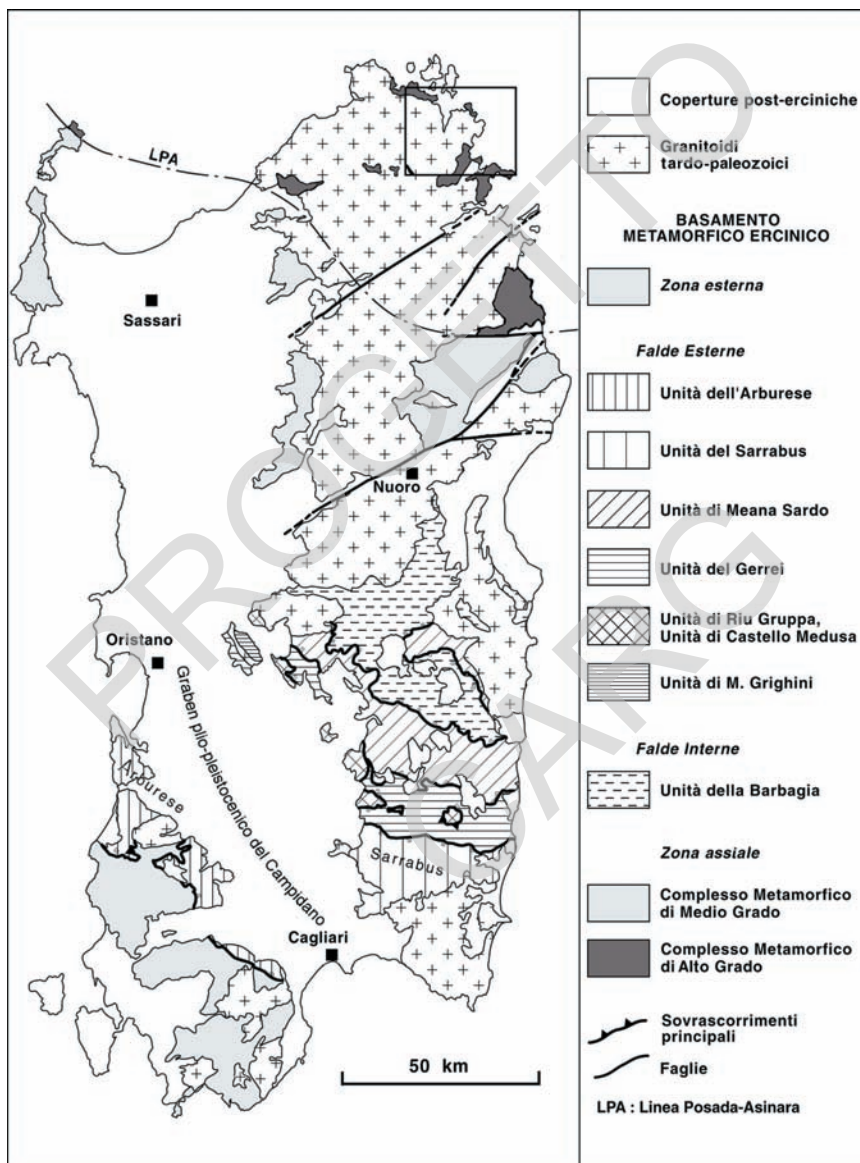 LPA
Sassari
Nuoro
Oristano
Graben plio-pleistocenico del Campidano
Arburese
Sarrabus
Cagliari
50 km
Coperture post-erciniche
Granitoidi
tardo-paleozoici
BASAMENTO
METAMORFICO ERCINICO
Zona esterna
Falde Esterne
Unità dell'Arburese
Unità del Sarrabus
Unità di Meana Sardo
Unità del Gerrei
Unità di Riu Gruppa,
Unità di Castello Medusa
Unità di M. Grighini
Falde Interne
Unità della Barbagia
Zona assiale
Complesso Metamorfico
di Medio Grado
Complesso Metamorfico
di Alto Grado
Sovrascorrimenti
principali
Faglie
LPA : Linea Posada-Asinara
PROGETTO
CARG